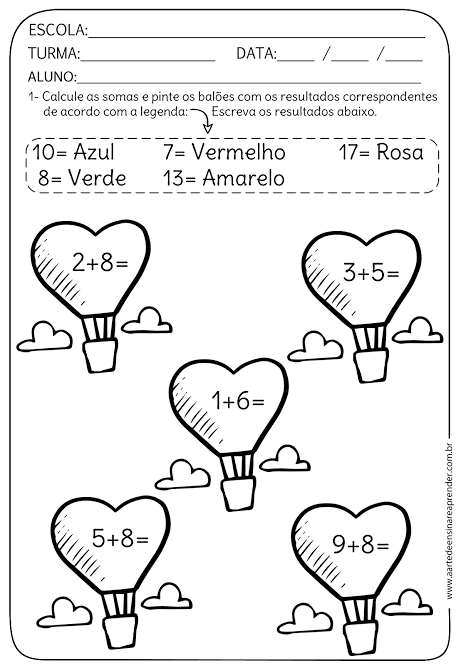 ESCOLA:
TURMA: DATA: / /
ALUNO:
1- Calcule as somas e pinte os balões com os resultados correspondentes
de acordo com a legenda: Escreva os resultados abaixo.
10= Azul 7= Vermelho 17= Rosa
8= Verde 13= Amarelo
2+8=
3+5=
1+6=
5+8=
9+8=
www.aartedeensinareaprender.com.br